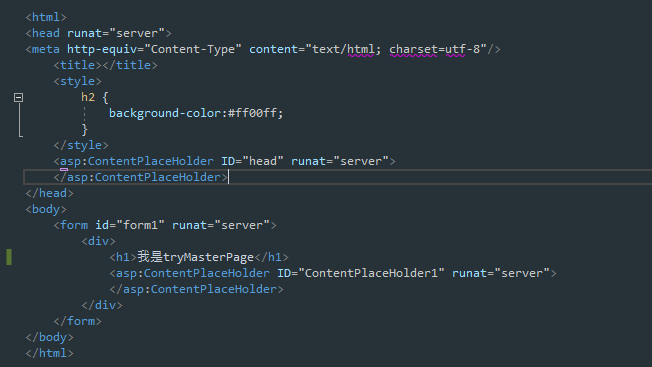 <html>
<head runat="server">
<meta http-equiv="Content-Type" content="text/html; charset=utf-8"/>
    <title></title>
    <style>
        h2 {
            background-color:#ff00ff;
        }
    </style>
    <asp:ContentPlaceHolder ID="head" runat="server">
    </asp:ContentPlaceHolder>
</head>
<body>
    <form id="form1" runat="server">
        <div>
            <h1>我是tryMasterPage</h1>
            <asp:ContentPlaceHolder ID="ContentPlaceHolder1" runat="server">
            </asp:ContentPlaceHolder>
        </div>
    </form>
</body>
</html>